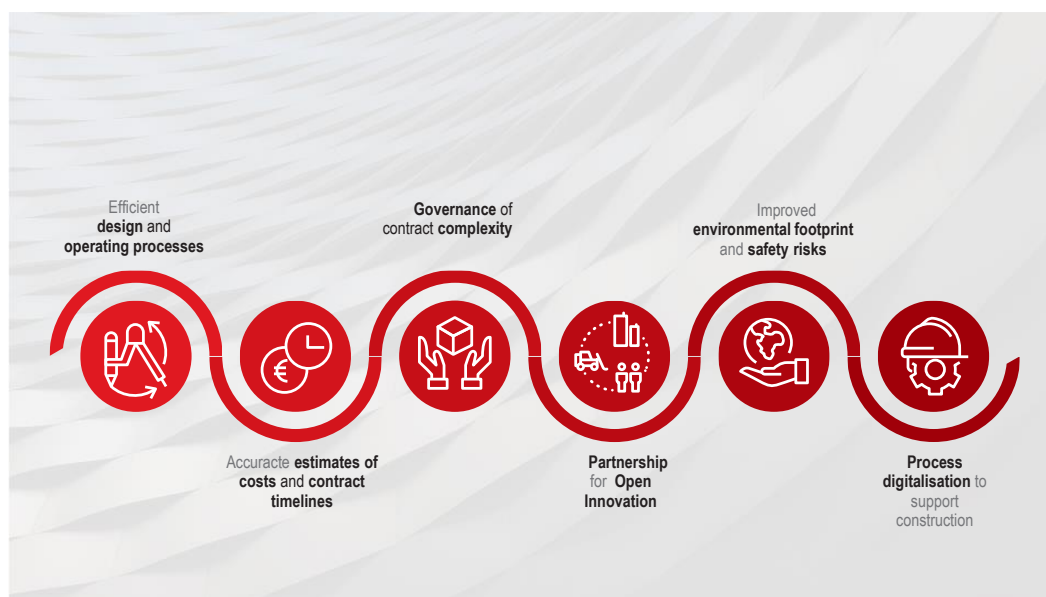 Efficient
design and
operating processes
Accuracte estimates of
costs and contract
timelines
Governance of
contract complexity
Partnership
for Open
Innovation
Improved
environmental footprint
and safety risks
Process
digitalisation to
support
construction
€